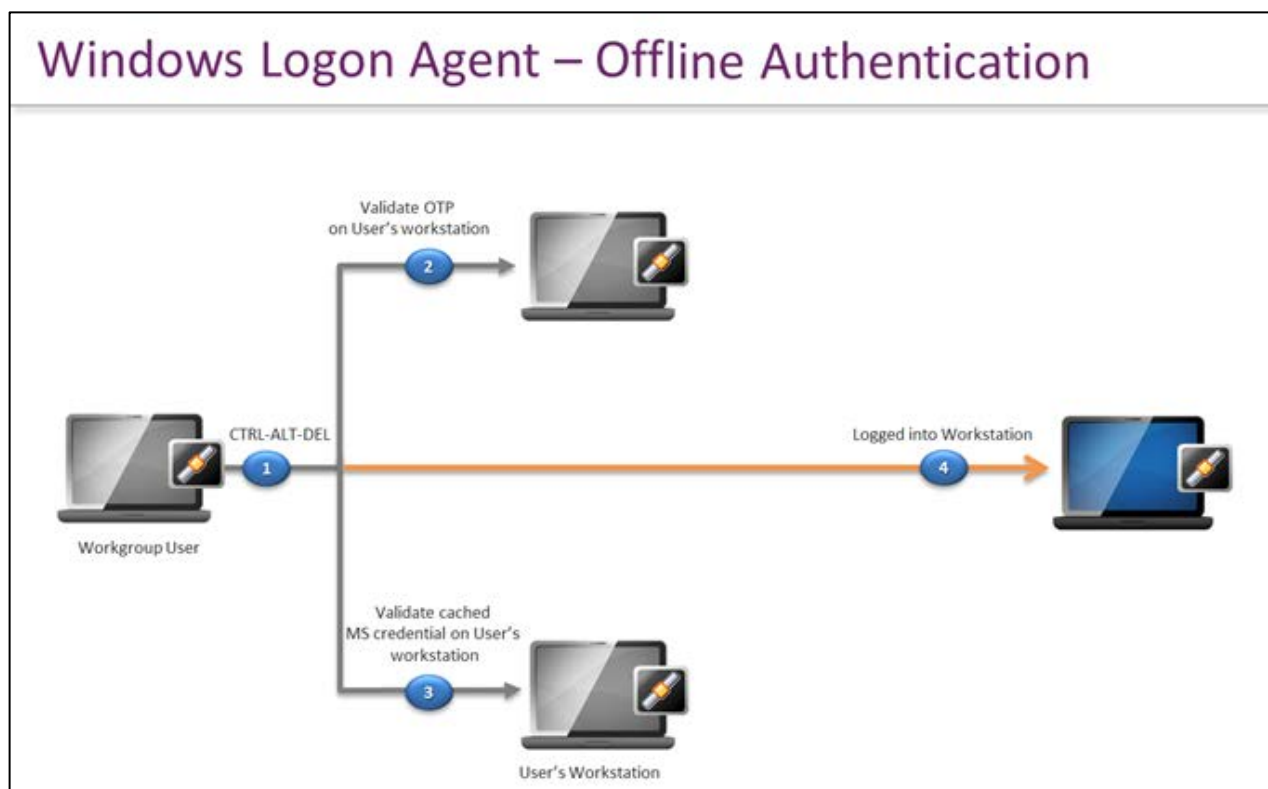 Windows Logon Agent – Offline Authentication
Validate OTP
on User's workstation
2
CTRL-ALT-DEL
1
Workgroup User
Logged into Workstation
4
Validate cached
MS credential on User's
workstation
3
User's Workstation